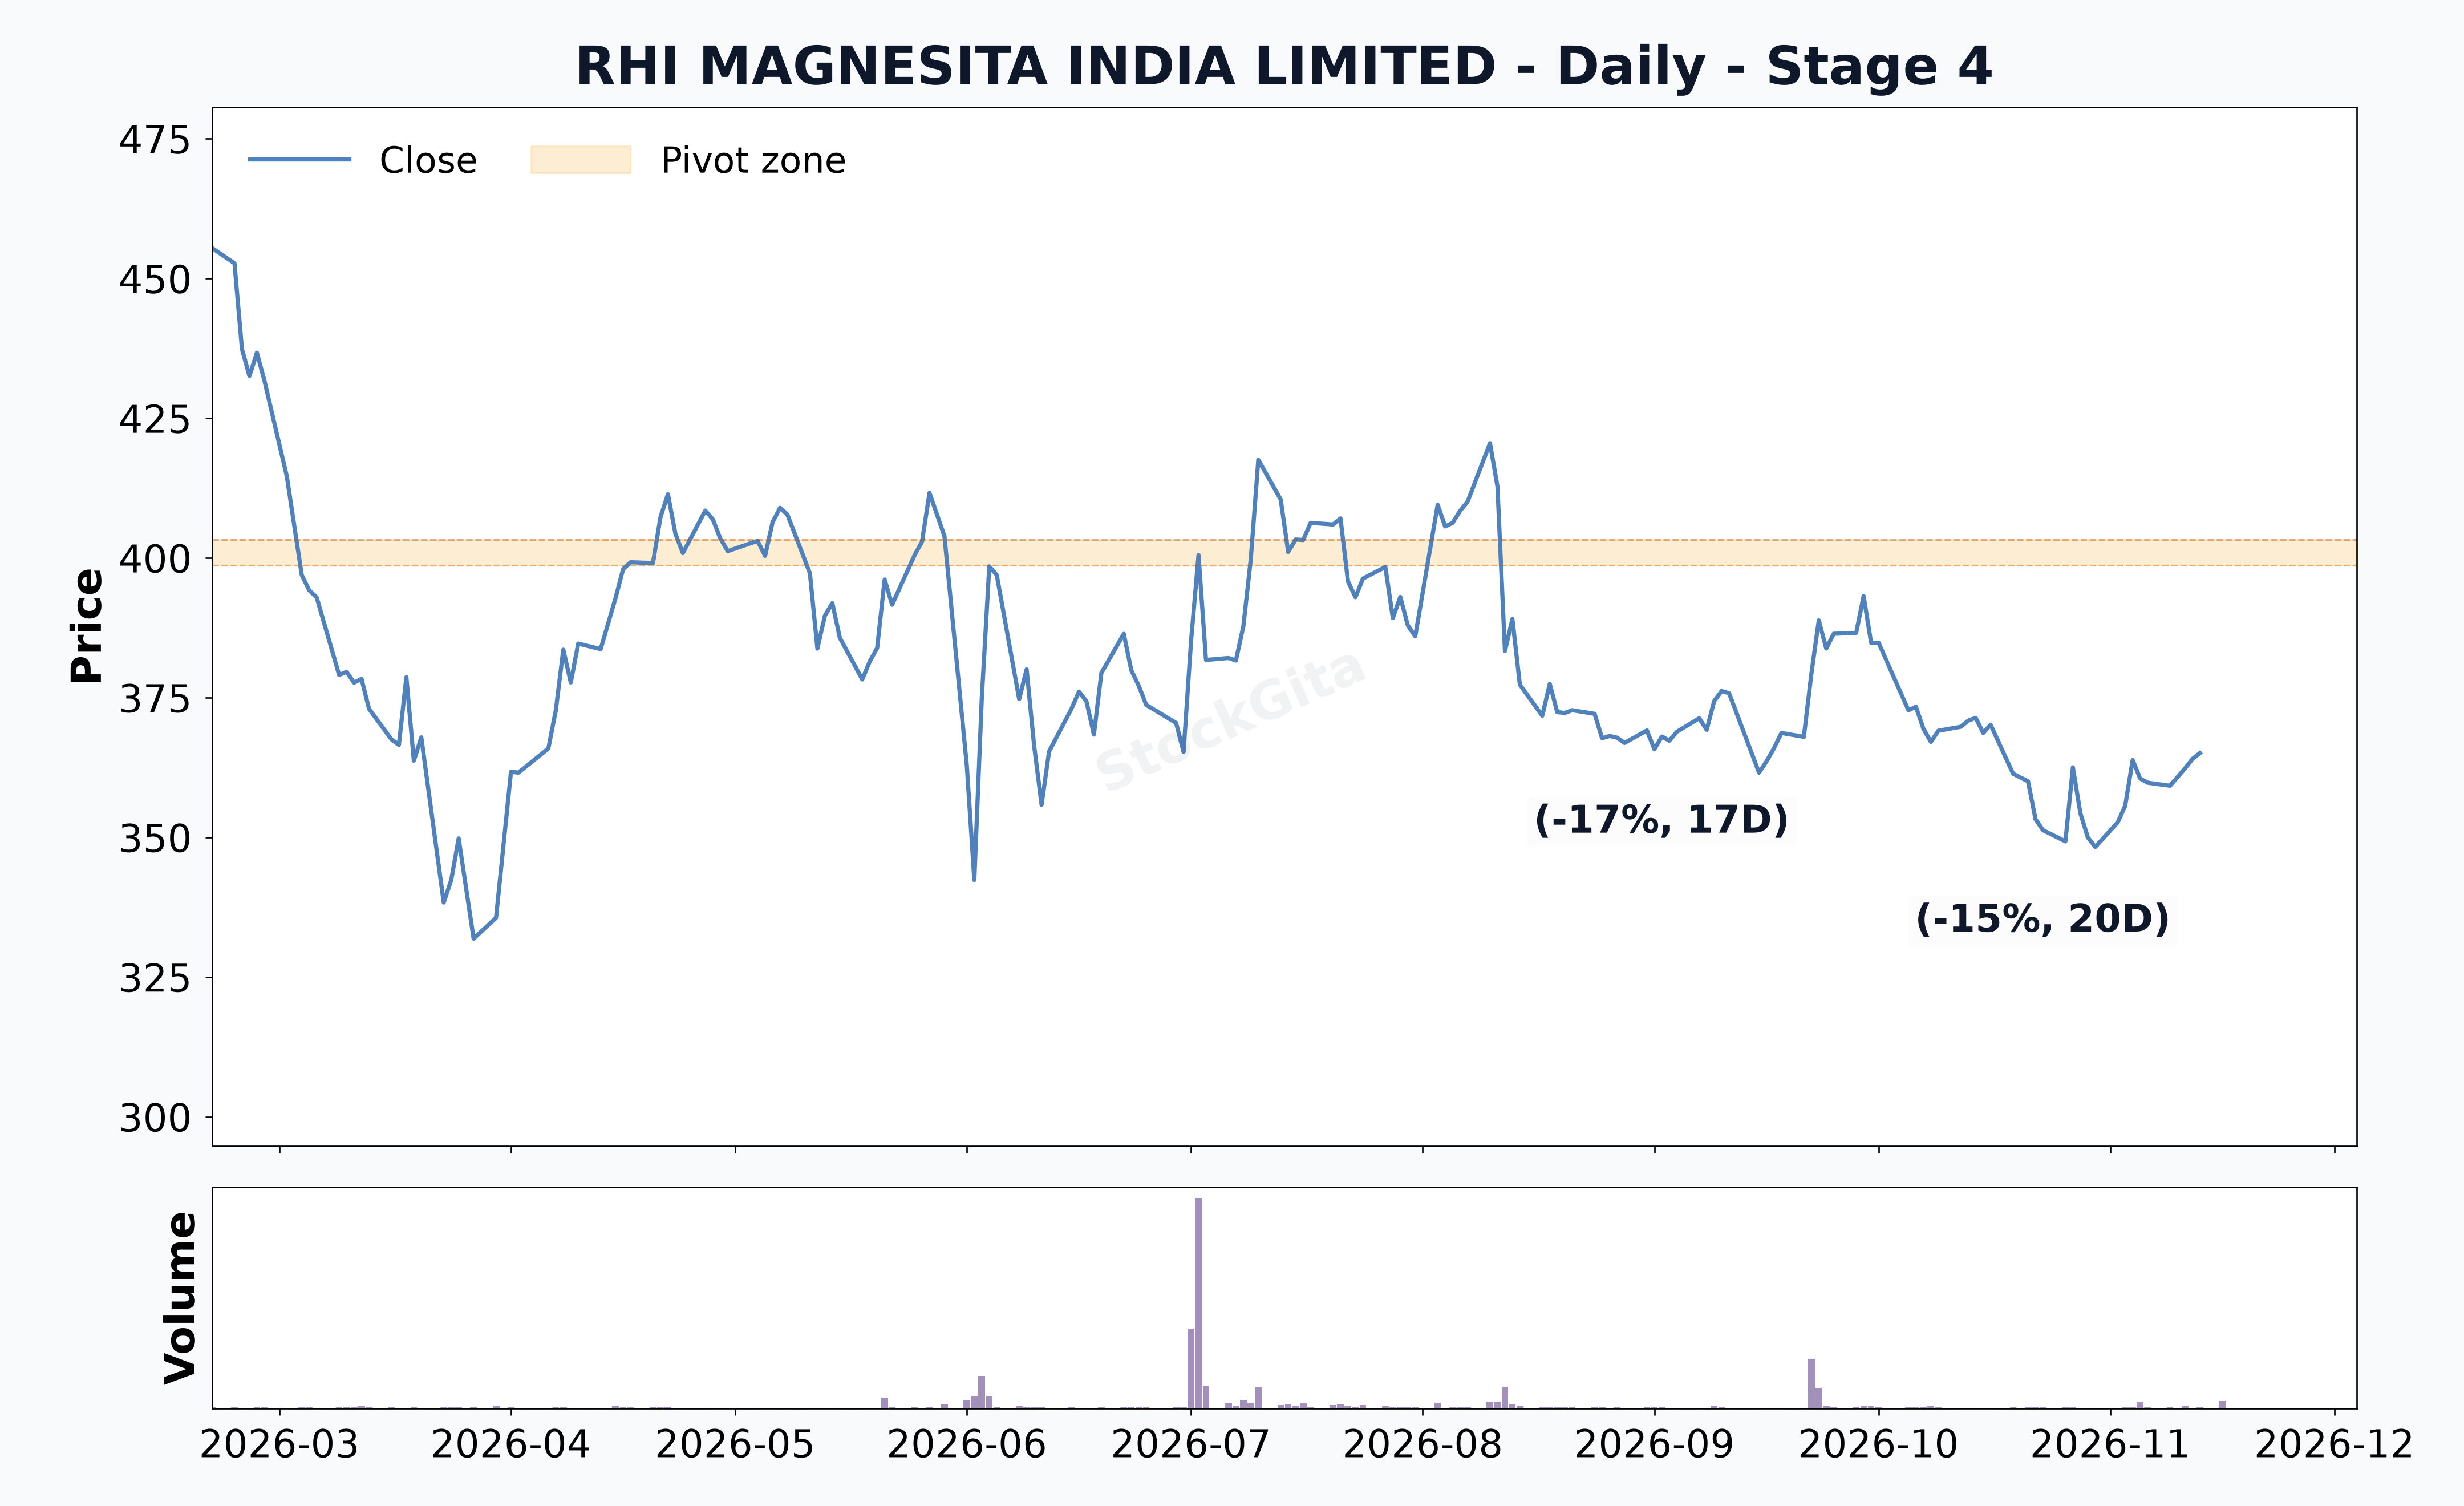 RHI MAGNESITA INDIA LIMITED - Daily - Stage 4
Close
Pivot zone
Price
475
450
425
400
375
350
325
300
StockGita
(-17%, 17D)
(-15%, 20D)
Volume
2026-03
2026-04
2026-05
2026-06
2026-07
2026-08
2026-09
2026-10
2026-11
2026-12